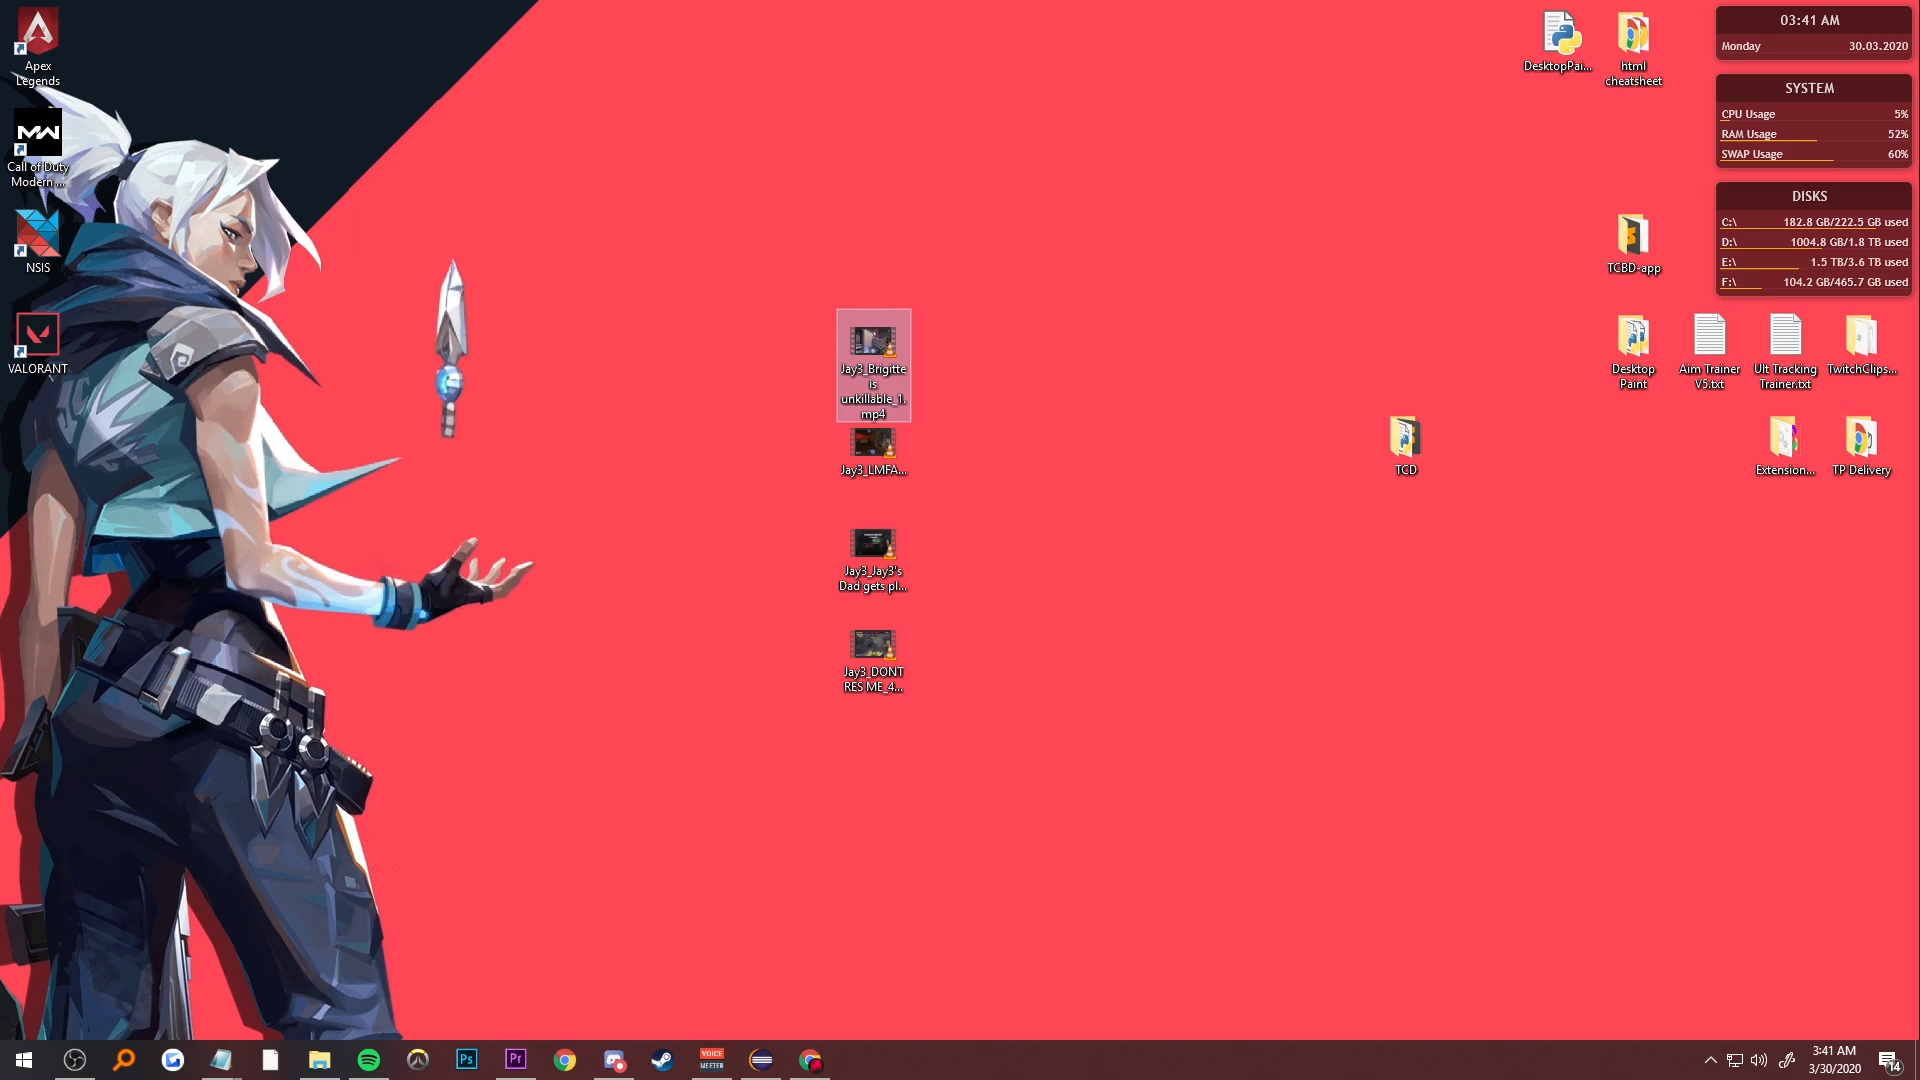 Apex
Legends
MW
Call of Duty
Modern ...
NSIS
VALORANT
Jay3_Brigitte
is
unkillable_1.
mp4
Jay3_LMFA...
Jay3_Jay3's
Dad gets pl...
Jay3_DONT
RES ME_4...
DesktopPai...
html
cheatsheet
TCBD-app
Desktop
Paint
Aim Trainer
V5.txt
Ult Tracking
Trainer.txt
TwitchClips...
TCD
Extension...
TP Delivery
03:41 AM
Monday 30.03.2020
SYSTEM
CPU Usage 5%
RAM Usage 52%
SWAP Usage 60%
DISKS
C:\ 182.8 GB/222.5 GB used
D:\ 1004.8 GB/1.8 TB used
E:\ 1.5 TB/3.6 TB used
F:\ 104.2 GB/465.7 GB used
Ps
Pr
VOICE
MEETER
3:41 AM
3/30/2020
14